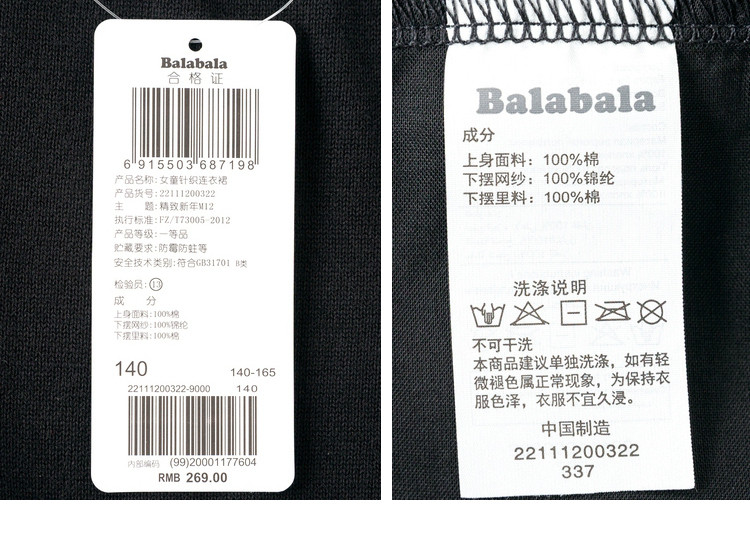 Balabala
合格证
6 915503 687198
产品名称:女童针织连衣裙
产品货号:22111200322
主 题:精致新年M12
执行标准:FZ/T73005-2012
产品等级:一等品
贮藏要求:防霉防蛀等
安全技术类别:符合GB31701 B类
检验员:13
成 分
上身面料:100%棉
下摆网纱:100%锦纶
下摆里料:100%棉
140 140-165
22111200322-9000 140
内部编码 (99)20001177604
RMB 269.00
Balabala
成分
上身面料：100%棉
下摆网纱：100%锦纶
下摆里料：100%棉
洗涤说明
不可干洗
本商品建议单独洗涤，如有轻
微褪色属正常现象，为保持衣
服色泽，衣服不宜久浸。
中国制造
22111200322
337